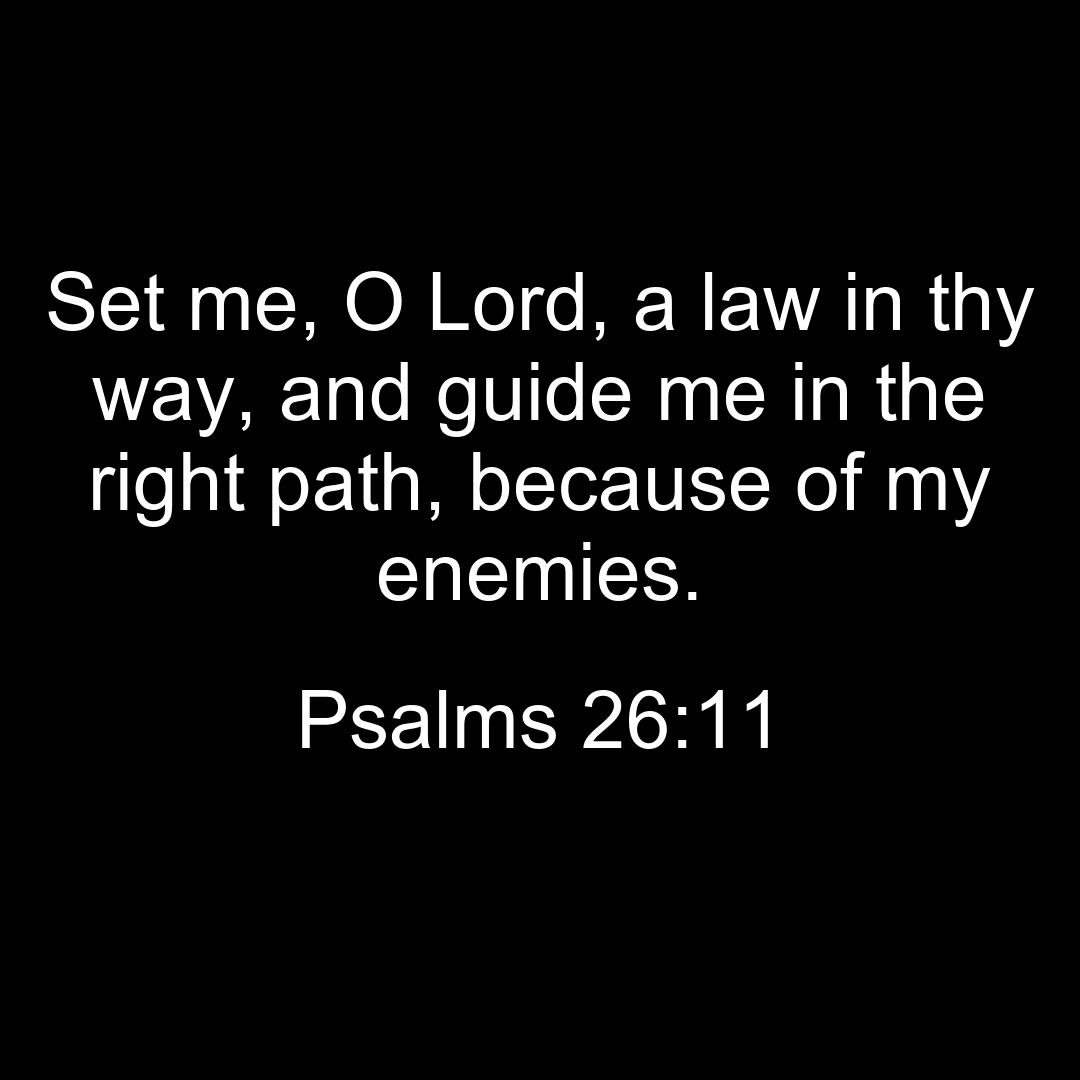 Set me, O Lord, a law in thy
way, and guide me in the
right path, because of my
enemies.
Psalms 26:11